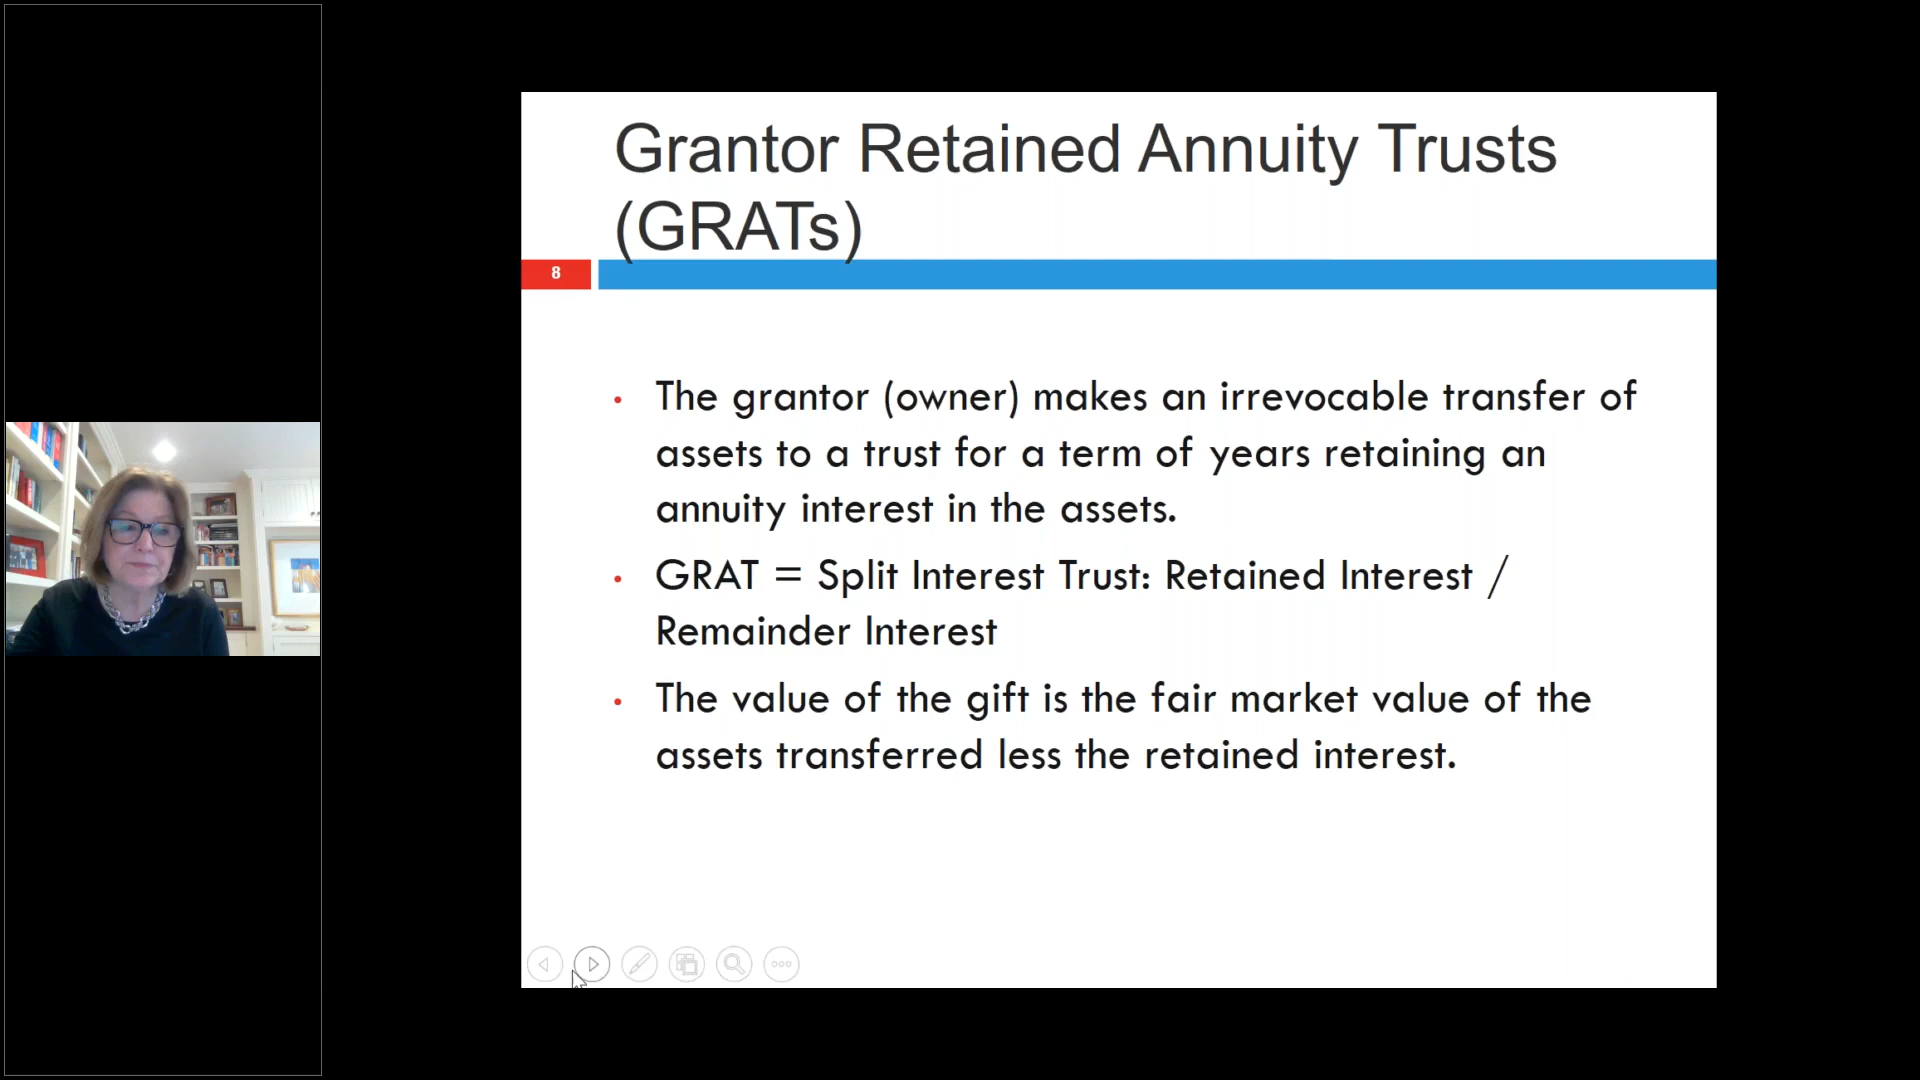 Grantor Retained Annuity Trusts
(GRATs)
8
• The grantor (owner) makes an irrevocable transfer of
assets to a trust for a term of years retaining an
annuity interest in the assets.
• GRAT = Split Interest Trust: Retained Interest /
Remainder Interest
• The value of the gift is the fair market value of the
assets transferred less the retained interest.